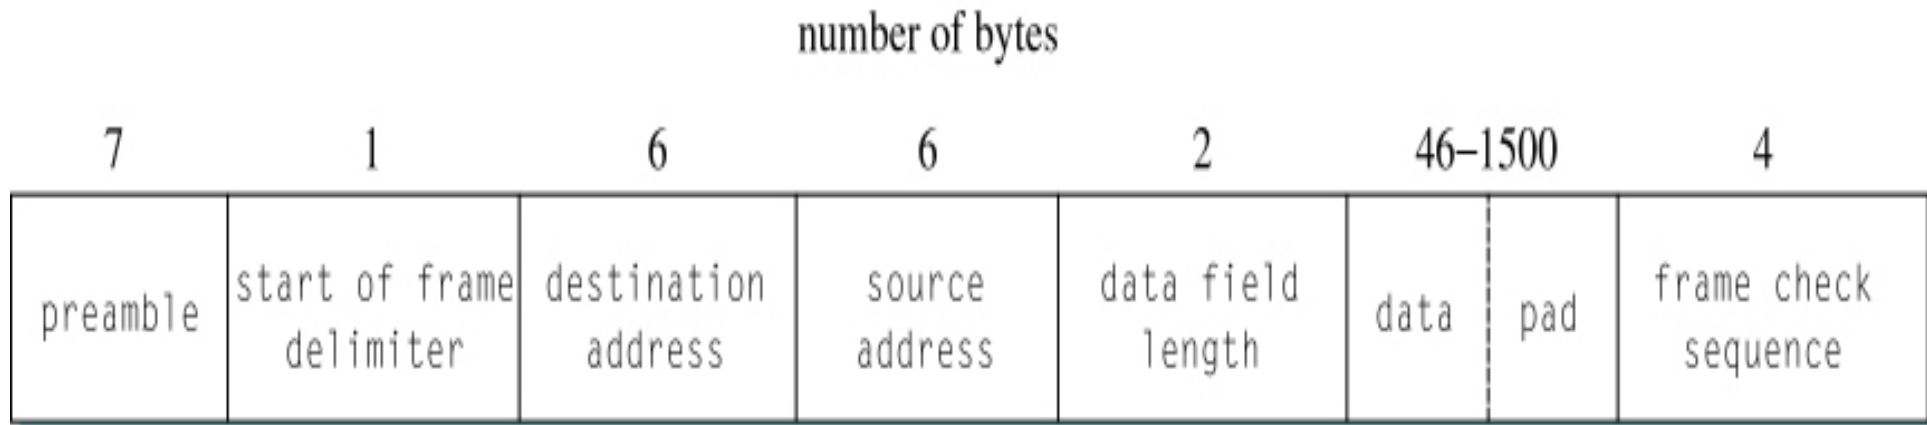 number of bytes
7 1 6 6 2 46–1500 4
preamble
start of frame
delimiter
destination
address
source
address
data field
length
data
pad
frame check
sequence